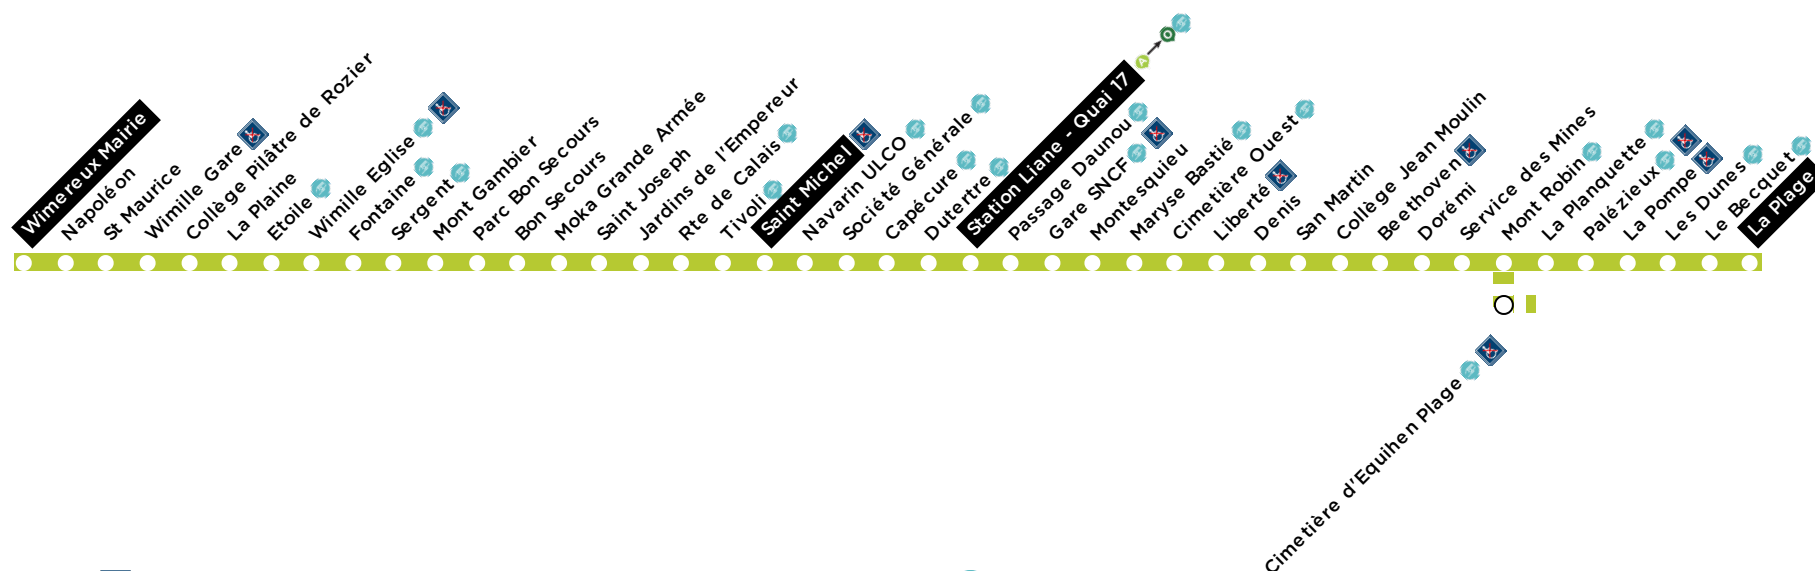 Wimereux Mairie
Napoléon
St Maurice
Wimille Gare
Collège Pilâtre de Rozier
La Plaine
Etoile
Wimille Eglise
Fontaine
Sergent
Mont Gambier
Parc Bon Secours
Bon Secours
Moka Grande Armée
Saint Joseph
Jardins de l'Empereur
Rte de Calais
Tivoli
Saint Michel
Navarin ULCO
Société Générale
Capécure
Dutertre
Station Liane - Quai 17
A
O
Passage Daunou
Gare SNCF
Montesquieu
Maryse Bastié
Cimetière Ouest
Liberté
Denis
San Martin
Collège Jean Moulin
Beethoven
Dorémi
Service des Mines
Mont Robin
La Planquette
Palézieux
La Pompe
Les Dunes
Le Becquet
La Plage
Cimetière d'Equihen Plage